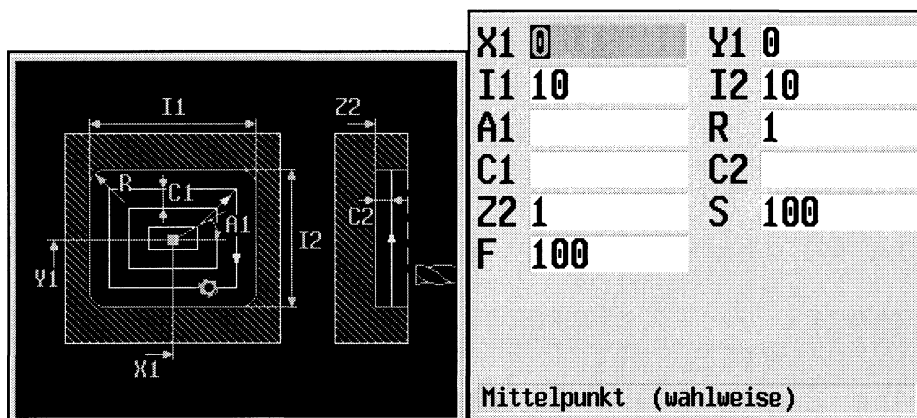 I1
Z2
R
C1
C2
A1
I2
Y1
X1
X1 0 Y1 0
I1 10 I2 10
A1 R 1
C1 C2
Z2 1 S 100
F 100
Mittelpunkt (wahlweise)